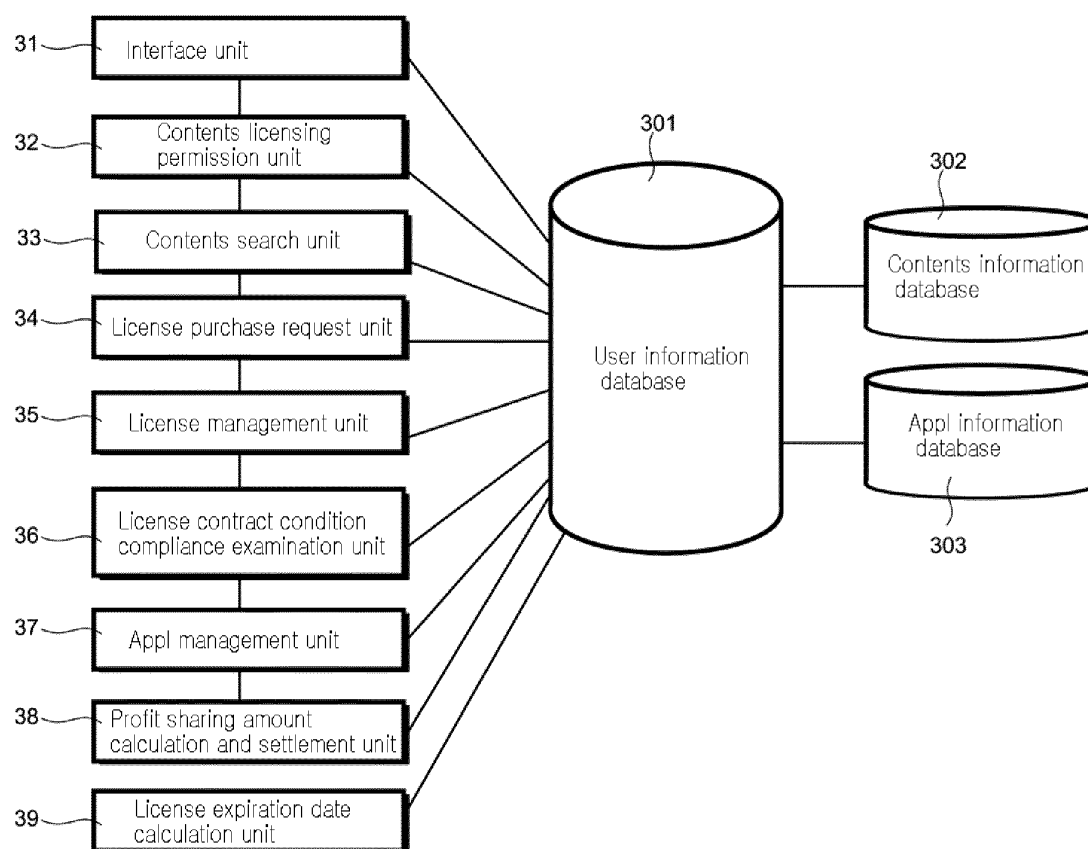 31
Interface unit
32
Contents licensing
permission unit
33
Contents search unit
34
License purchase request unit
35
License management unit
36
License contract condition
compliance examination unit
37
Appl management unit
38
Profit sharing amount
calculation and settlement unit
39
License expiration date
calculation unit
301
User information
database
302
Contents information
database
Appl information
database
303